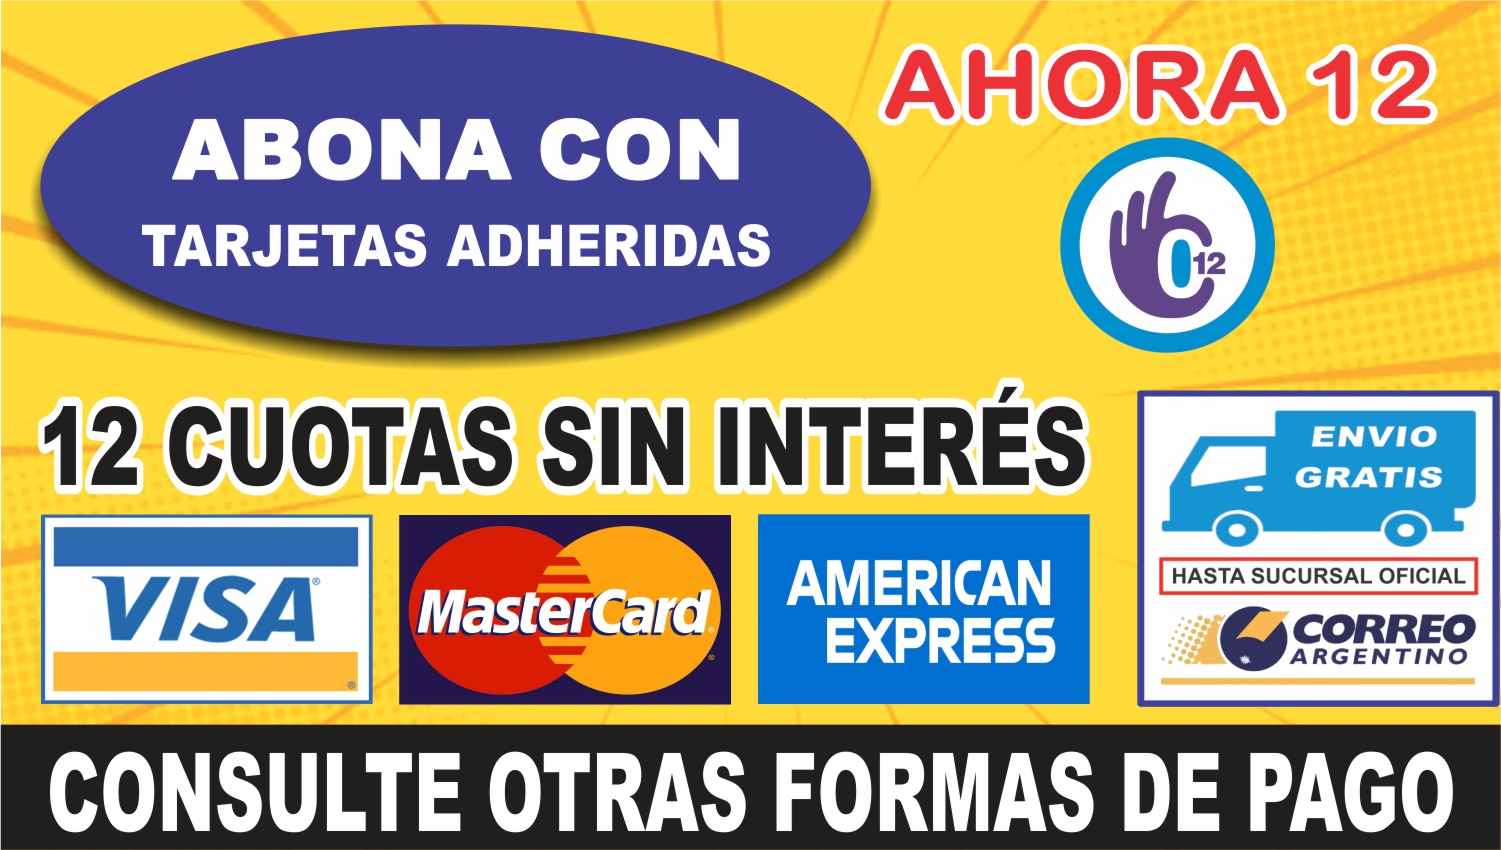 ABONA CON
TARJETAS ADHERIDAS
AHORA 12
0 12
12 CUOTAS SIN INTERÉS
VISA®
®
MasterCard
®
AMERICAN
EXPRESS
ENVIO
GRATIS
HASTA SUCURSAL OFICIAL
CORREO
ARGENTINO
CONSULTE OTRAS FORMAS DE PAGO